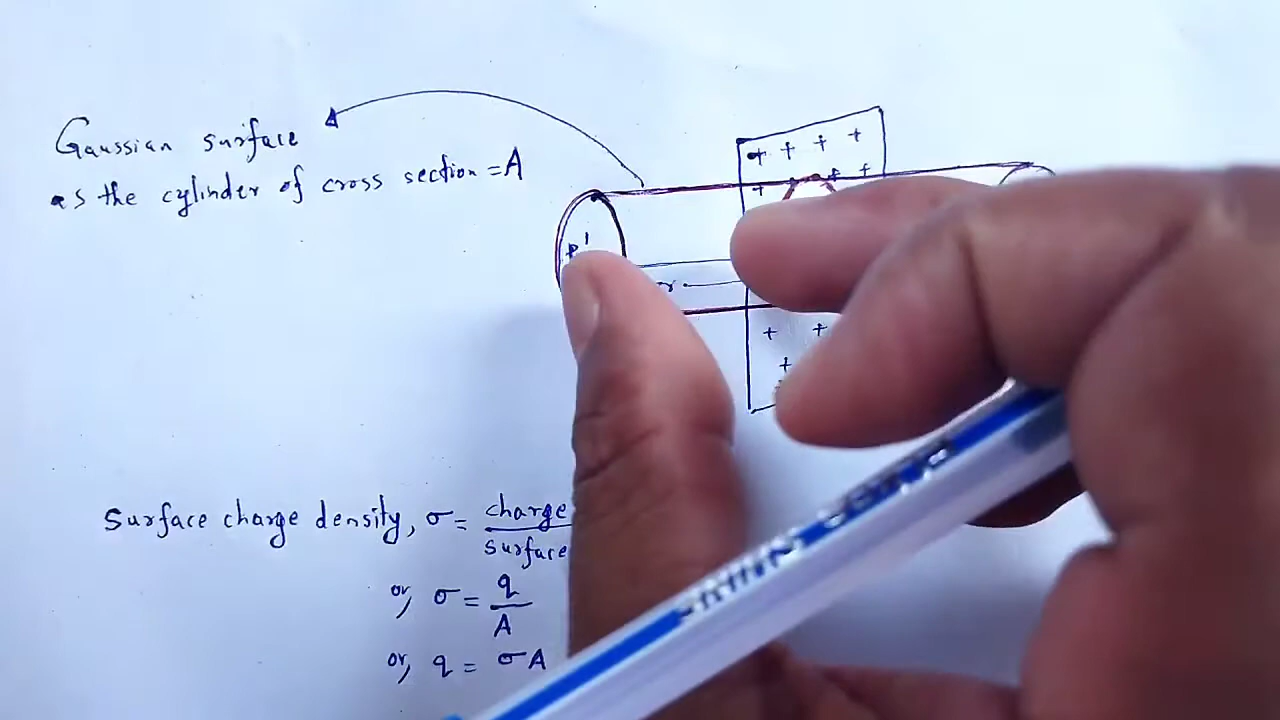 Gaussian surface
as the cylinder of cross section = A
+ + + +
P'
r
+ +
+
Surface charge density, σ = charge / surface
or, σ = q / A
or, q = σA